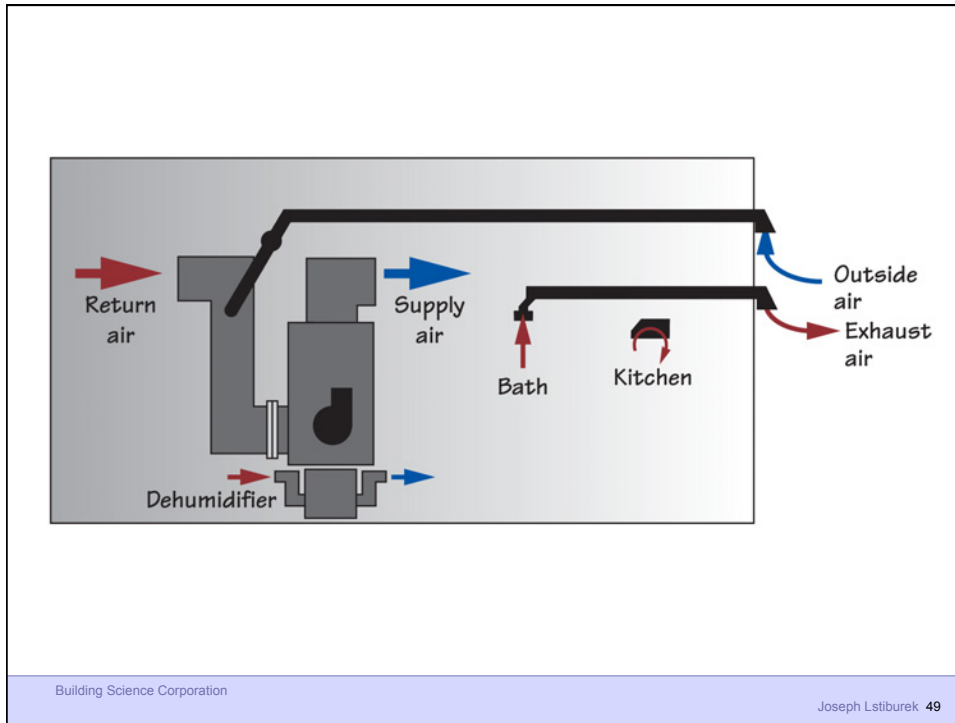 Return
air
Supply
air
Bath
Kitchen
Outside
air
Exhaust
air
Dehumidifier
Building Science Corporation
Joseph Lstiburek 49